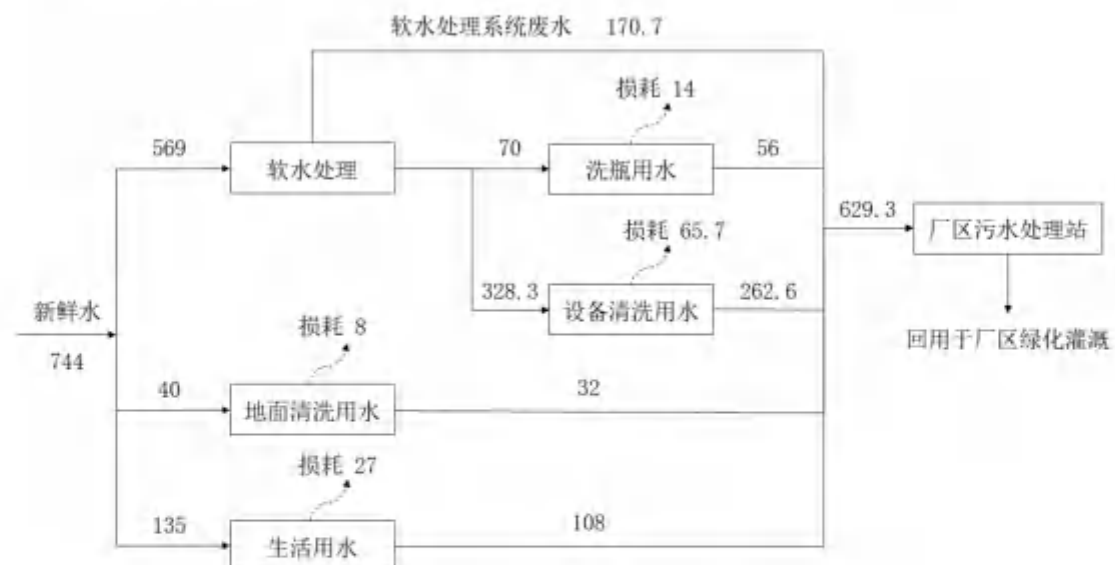 软水处理系统废水 170.7
损耗 14
569
软水处理
70
洗瓶用水
56
损耗 65.7
629.3
厂区污水处理站
328.3
设备清洗用水
262.6
新鲜水
744
损耗 8
回用于厂区绿化灌溉
40
地面清洗用水
32
损耗 27
135
生活用水
108